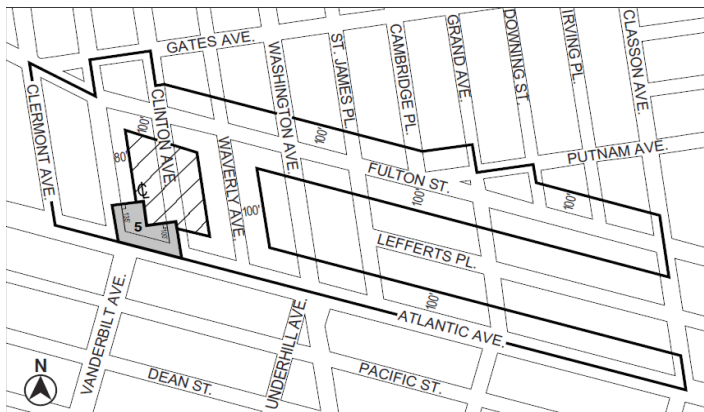 GATES AVE.
CLERMONT AVE.
CLINTON AVE.
WAVERLY AVE.
WASHINGTON AVE.
ST. JAMES PL.
CAMBRIDGE PL.
GRAND AVE.
DOWNING ST.
IRVING PL.
CLASSON AVE.
100'
80'
100'
PUTNAM AVE.
FULTON ST.
100'
100'
100'
LEFFERTS PL.
5
100'
ATLANTIC AVE.
VANDERBILT AVE.
UNDERHILL AVE.
N
DEAN ST.
PACIFIC ST.